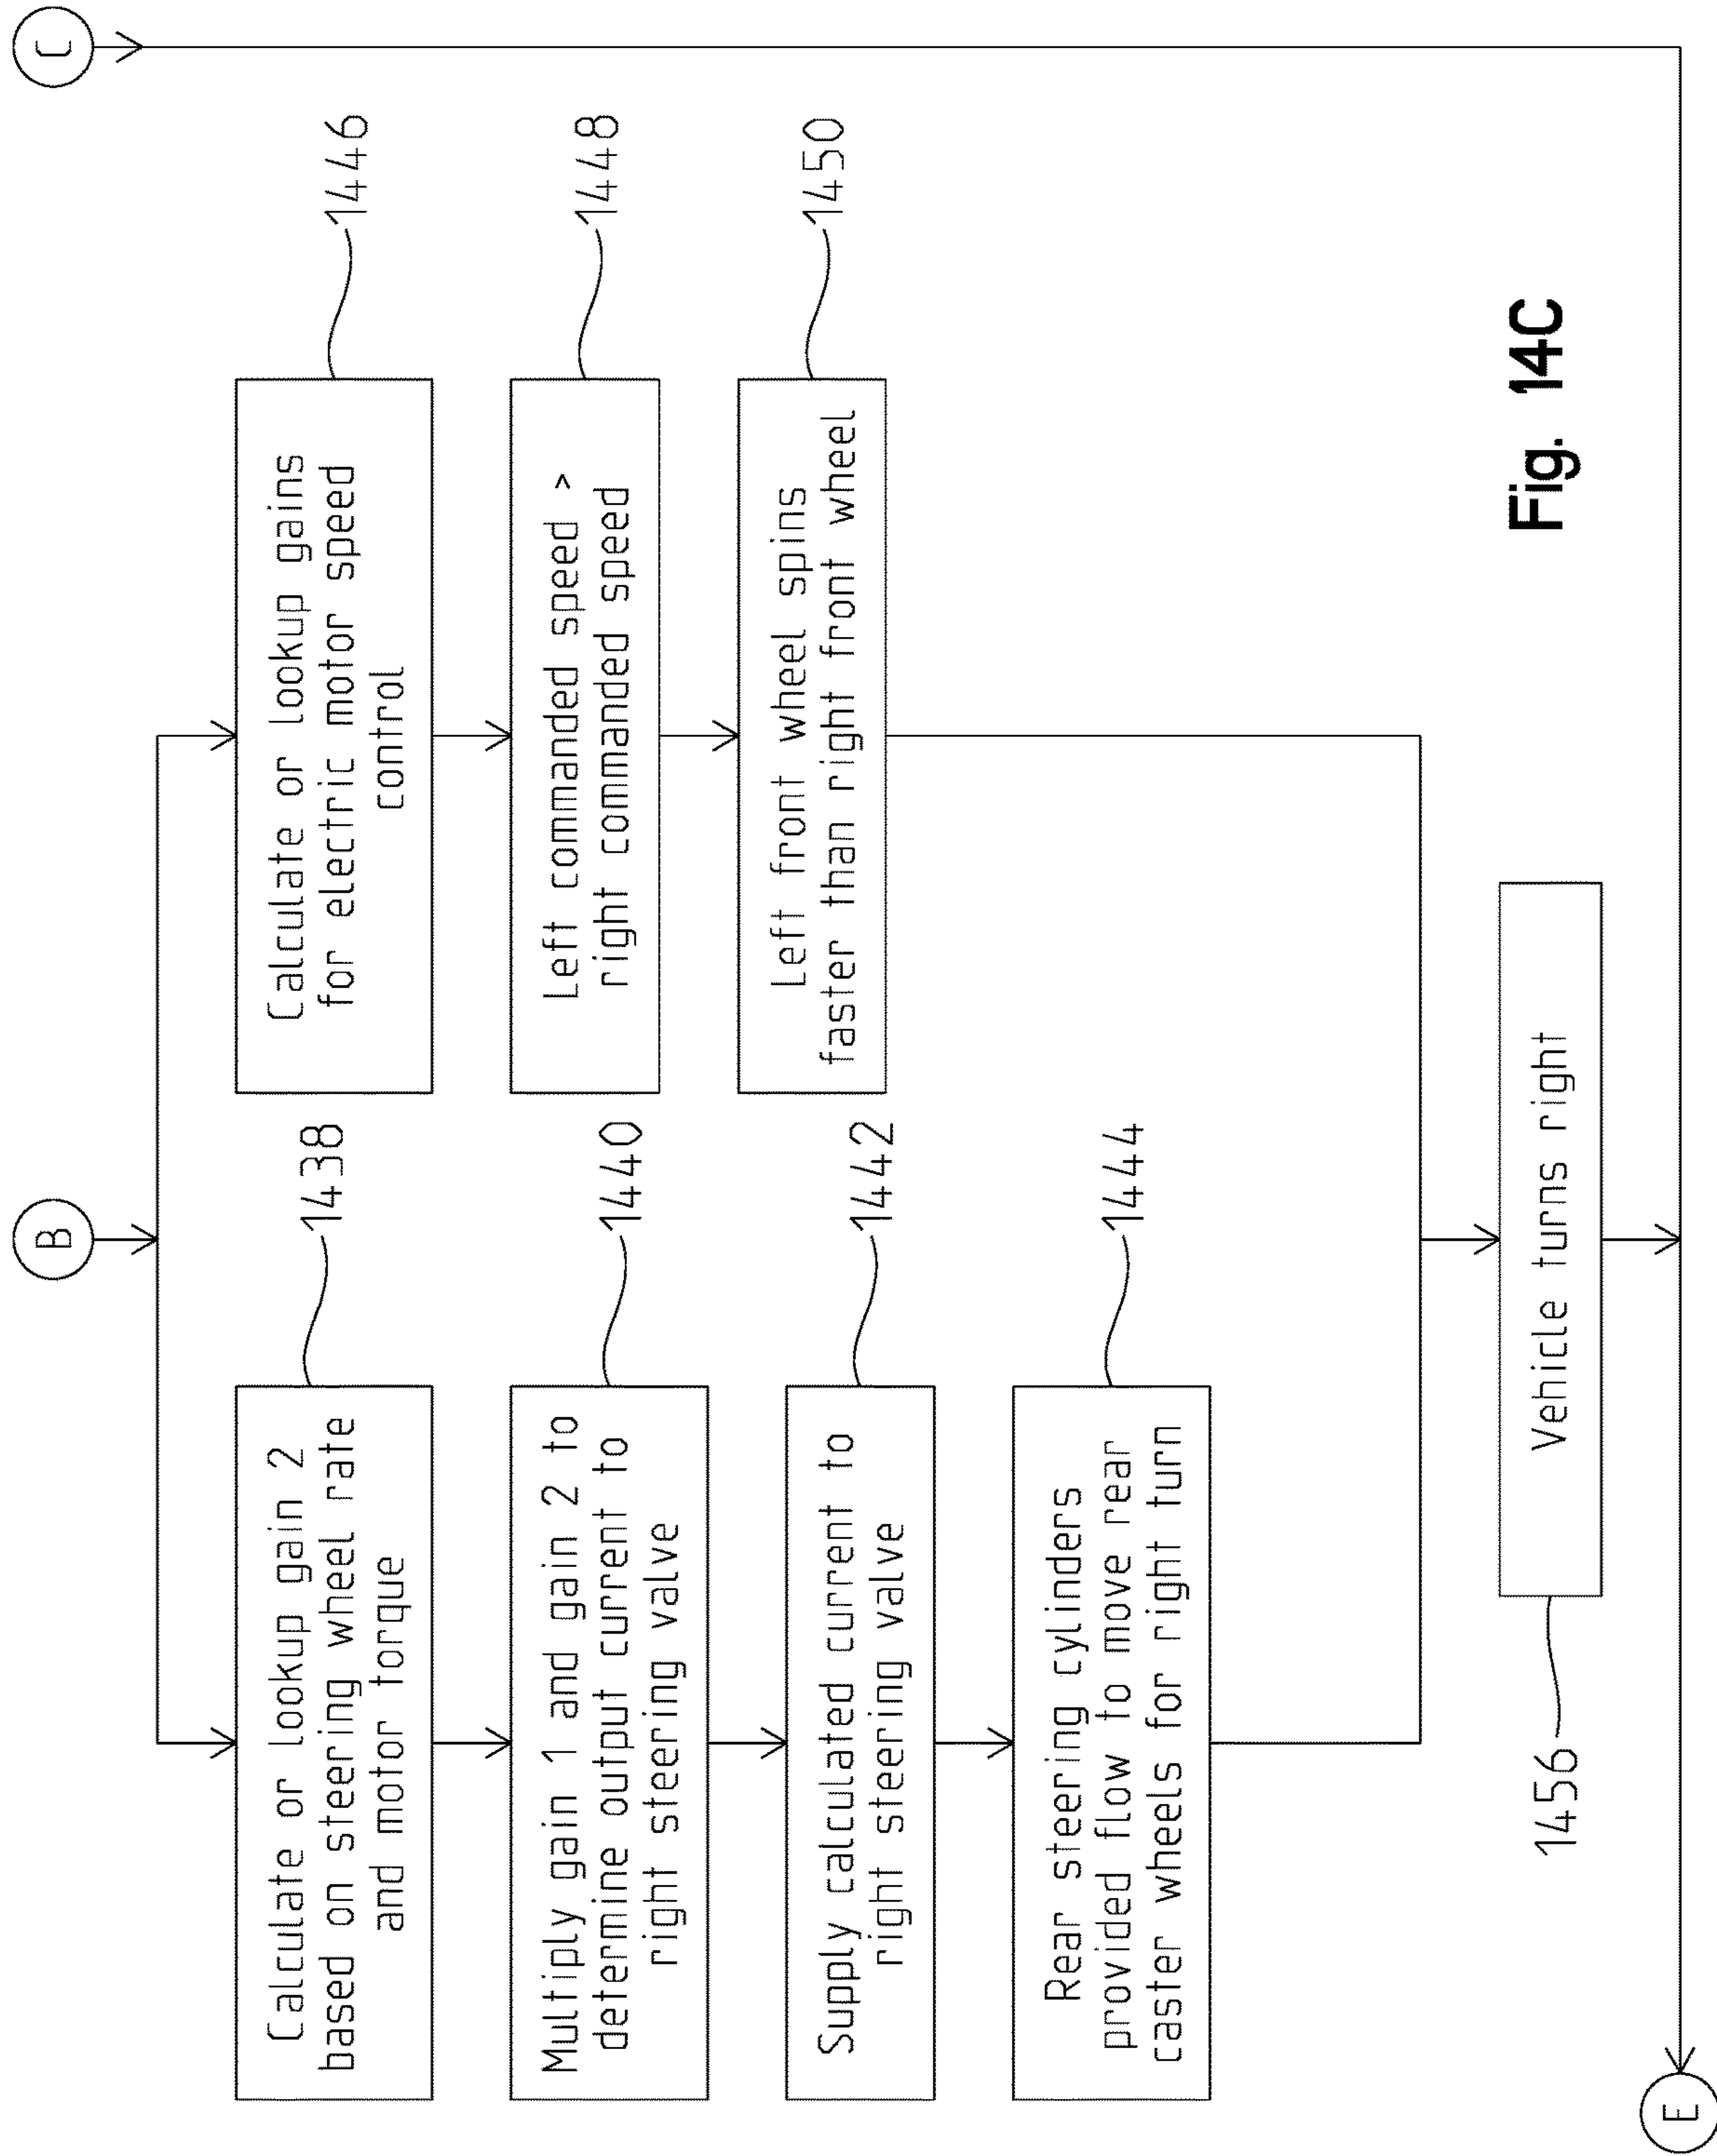 B
C
Calculate or lookup gain 2
based on steering wheel rate
and motor torque
1438
Multiply gain 1 and gain 2 to
determine output current to
right steering valve
1440
Supply calculated current to
right steering valve
1442
Rear steering cylinders
provided flow to move rear
caster wheels for right turn
1444
Calculate or lookup gains
for electric motor speed
control
1446
Left commanded speed >
right commanded speed
1448
Left front wheel spins
faster than right front wheel
1450
Vehicle turns right
1456
E
Fig. 14C